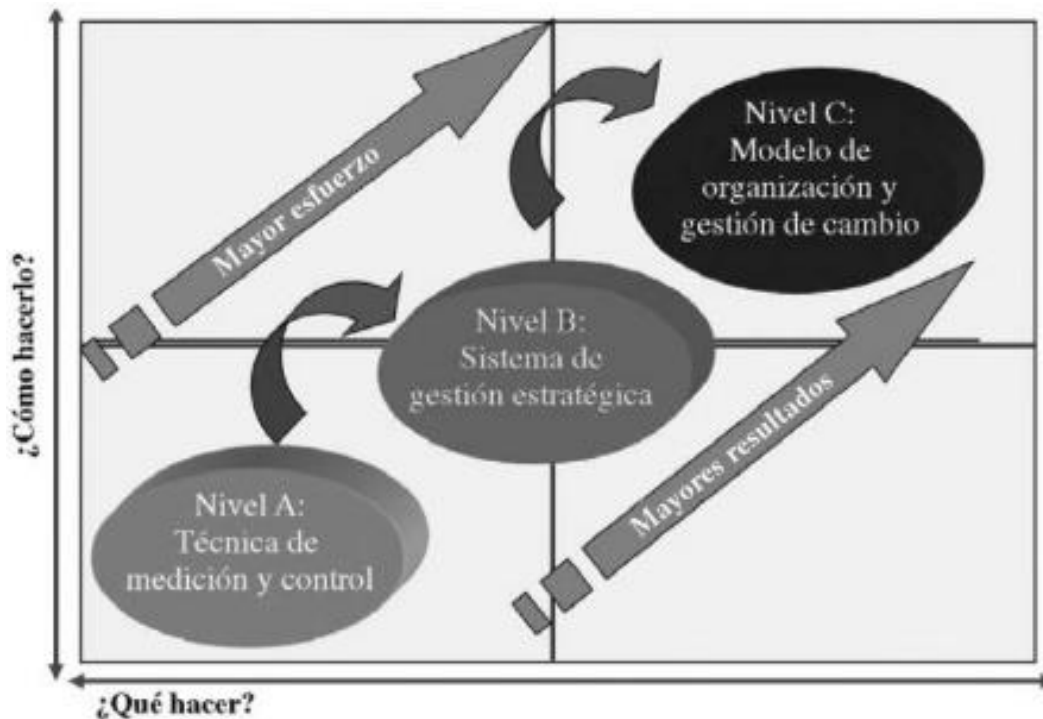 Nivel C:
Modelo de
organización y
gestión de cambio
Mayor esfuerzo
¿Cómo hacerlo?
Nivel B:
Sistema de
gestión estratégica
Mayores resultados
Nivel A:
Técnica de
medición y control
¿Qué hacer?